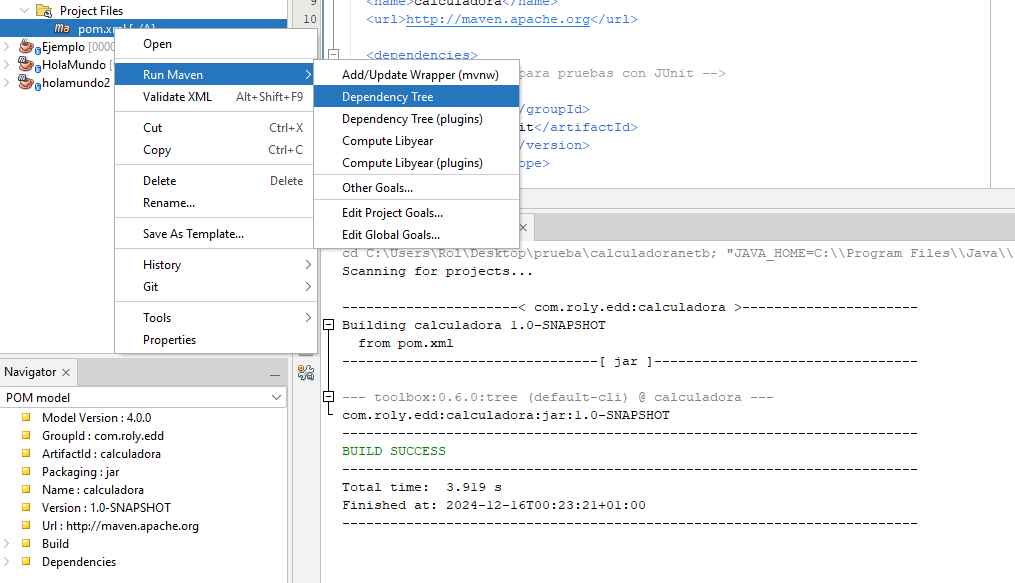 Project Files
pom.xml [-/A]
Ejemplo [0000
HolaMundo [
holamundo2 [
Open
Run Maven
Validate XML Alt+Shift+F9
Cut Ctrl+X
Copy Ctrl+C
Delete Delete
Rename...
Save As Template...
History
Git
Tools
Properties
Add/Update Wrapper (mvnw)
Dependency Tree
Dependency Tree (plugins)
Compute Libyear
Compute Libyear (plugins)
Other Goals...
Edit Project Goals...
Edit Global Goals...
9
10
<name>calculadora</name>
<url>http://maven.apache.org</url>
<dependencies>
para pruebas con JUnit -->
/groupId>
it</artifactId>
/version>
ope>
cd C:\Users\Rol\Desktop\prueba\calculadoranetb; "JAVA_HOME=C:\\Program Files\\Java\\
Scanning for projects...
----------------------< com.roly.edd:calculadora >----------------------
Building calculadora 1.0-SNAPSHOT
from pom.xml
--------------------------------[ jar ]---------------------------------
--- toolbox:0.6.0:tree (default-cli) @ calculadora ---
com.roly.edd:calculadora:jar:1.0-SNAPSHOT
------------------------------------------------------------------------
BUILD SUCCESS
------------------------------------------------------------------------
Total time:  3.919 s
Finished at: 2024-12-16T00:23:21+01:00
------------------------------------------------------------------------
Navigator
POM model
Model Version : 4.0.0
GroupId : com.roly.edd
ArtifactId : calculadora
Packaging : jar
Name : calculadora
Version : 1.0-SNAPSHOT
Url : http://maven.apache.org
Build
Dependencies